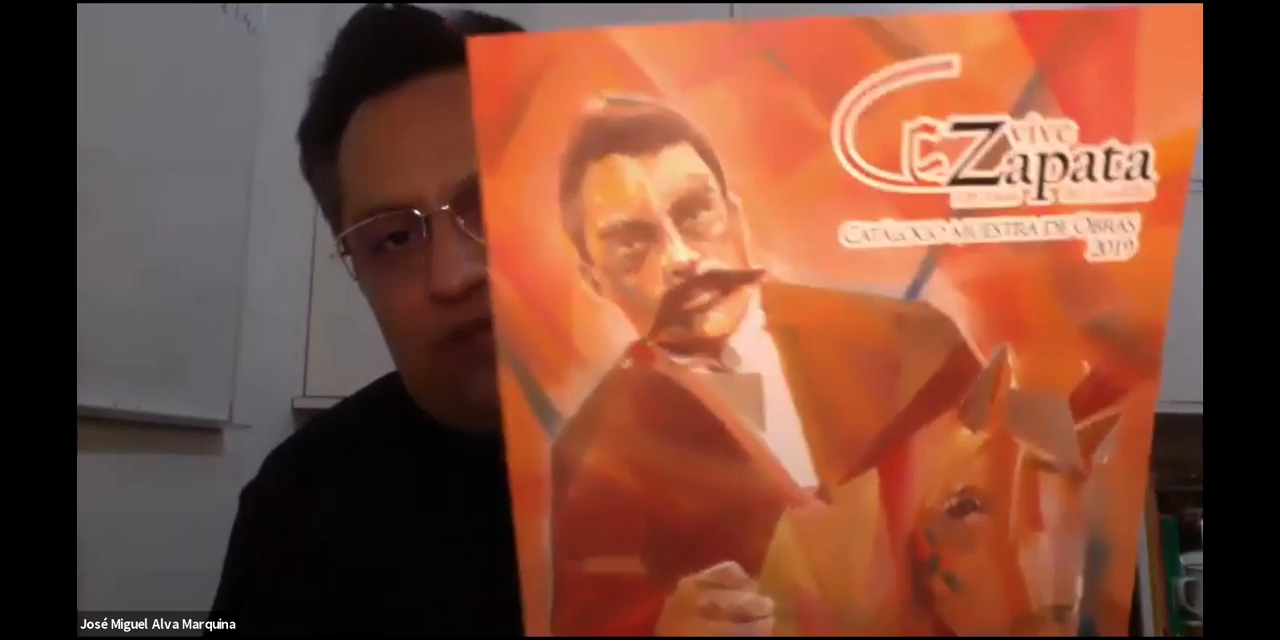 vive
Zapata
CATÁLOGO MUESTRA DE OBRAS
2019
José Miguel Alva Marquina